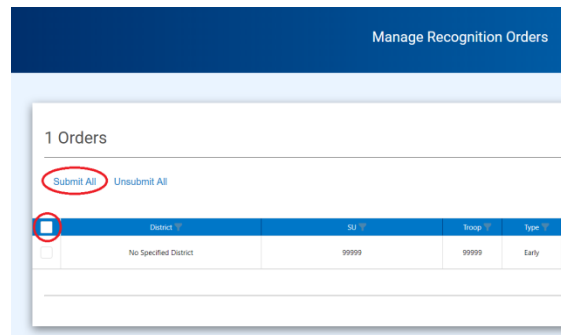 Manage Recognition Orders
1 Orders
Submit All Unsubmit All
District SU Troop Type
No Specified District 99999 99999 Early